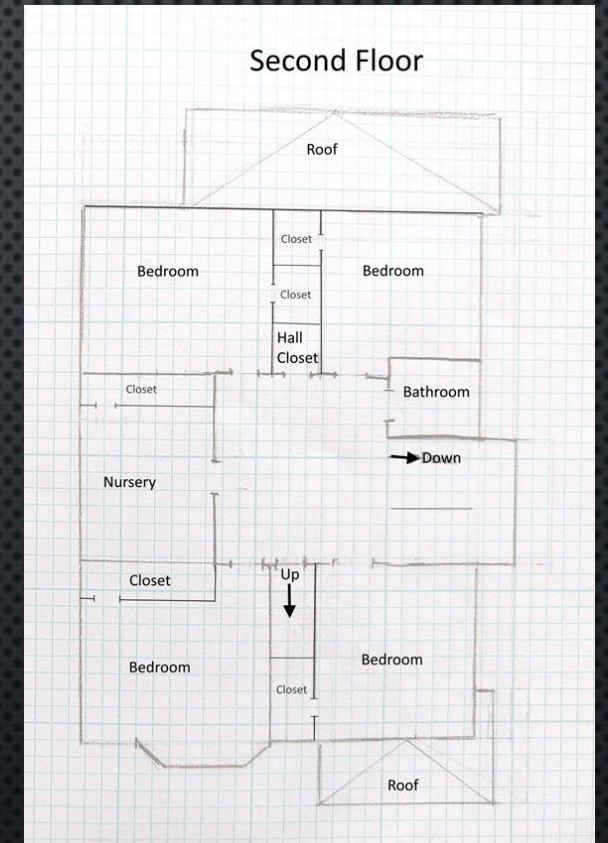 Second Floor
Roof
Closet
Bedroom
Bedroom
Closet
Hall
Closet
Closet
Bathroom
Down
Nursery
Up
Closet
Bedroom
Bedroom
Closet
Roof